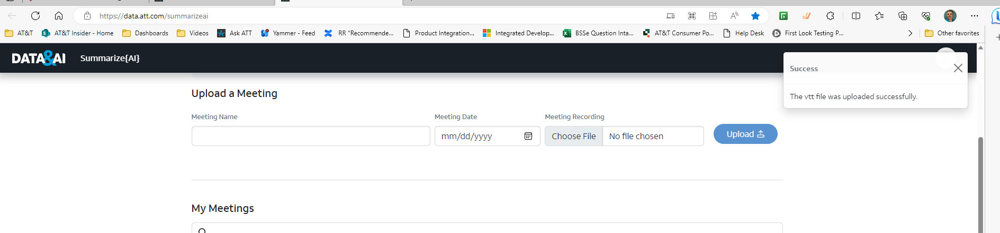 https://data.att.com/summarizeai
AT&T
AT&T Insider - Home
Dashboards
Videos
Ask ATT
Yammer - Feed
RR "Recommende...
Product Integration...
Integrated Develop...
BSSe Question Inta...
AT&T Consumer Po...
Help Desk
First Look Testing P...
Other favorites
DATA&AI
Summarize{AI}
Success
The vtt file was uploaded successfully.
Upload a Meeting
Meeting Name
Meeting Date
Meeting Recording
mm/dd/yyyy
Choose File
No file chosen
Upload
My Meetings